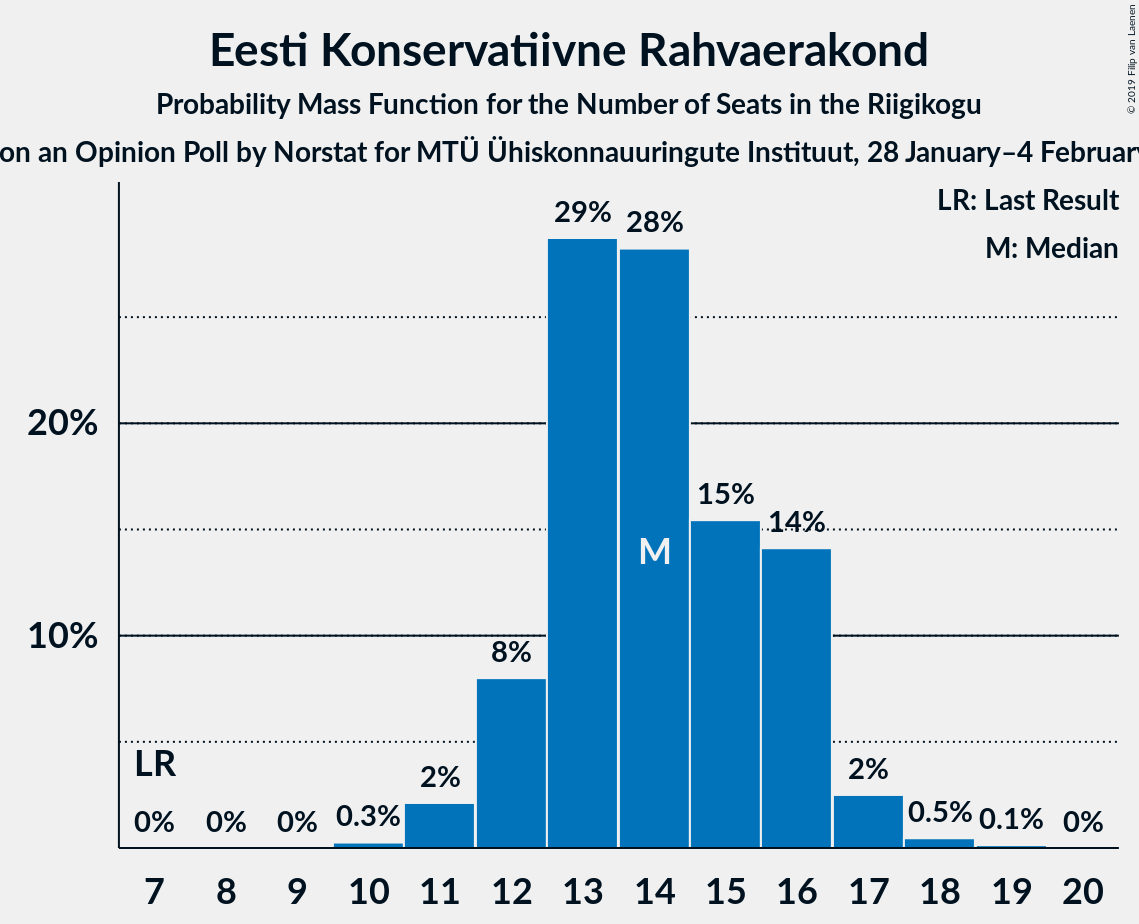 Eesti Konservatiivne Rahvaerakond
Probability Mass Function for the Number of Seats in the Riigikogu
on an Opinion Poll by Norstat for MTÜ Ühiskonnauuringute Instituut, 28 January–4 February
© 2019 Filip van Laenen
LR: Last Result
M: Median
29%
28%
20%
15%
14%
M
10%
8%
LR
2%
2%
0% 0% 0% 0.3% 0.5% 0.1% 0%
7 8 9 10 11 12 13 14 15 16 17 18 19 20